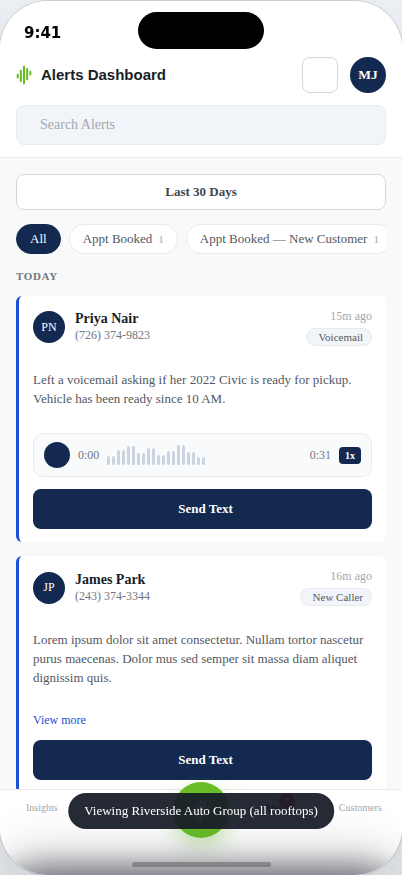 9:41
Alerts Dashboard
MJ
Search Alerts
Last 30 Days
All
Appt Booked 1
Appt Booked — New Customer 1
TODAY
PN
Priya Nair
(726) 374-9823
15m ago
Voicemail
Left a voicemail asking if her 2022 Civic is ready for pickup.
Vehicle has been ready since 10 AM.
0:00
0:31
1x
Send Text
JP
James Park
(243) 374-3344
16m ago
New Caller
Lorem ipsum dolor sit amet consectetur. Nullam tortor nascetur
purus maecenas. Dolor mus sed semper sit massa diam aliquet
dignissim quis.
View more
Send Text
Insights
Viewing Riverside Auto Group (all rooftops)
Customers